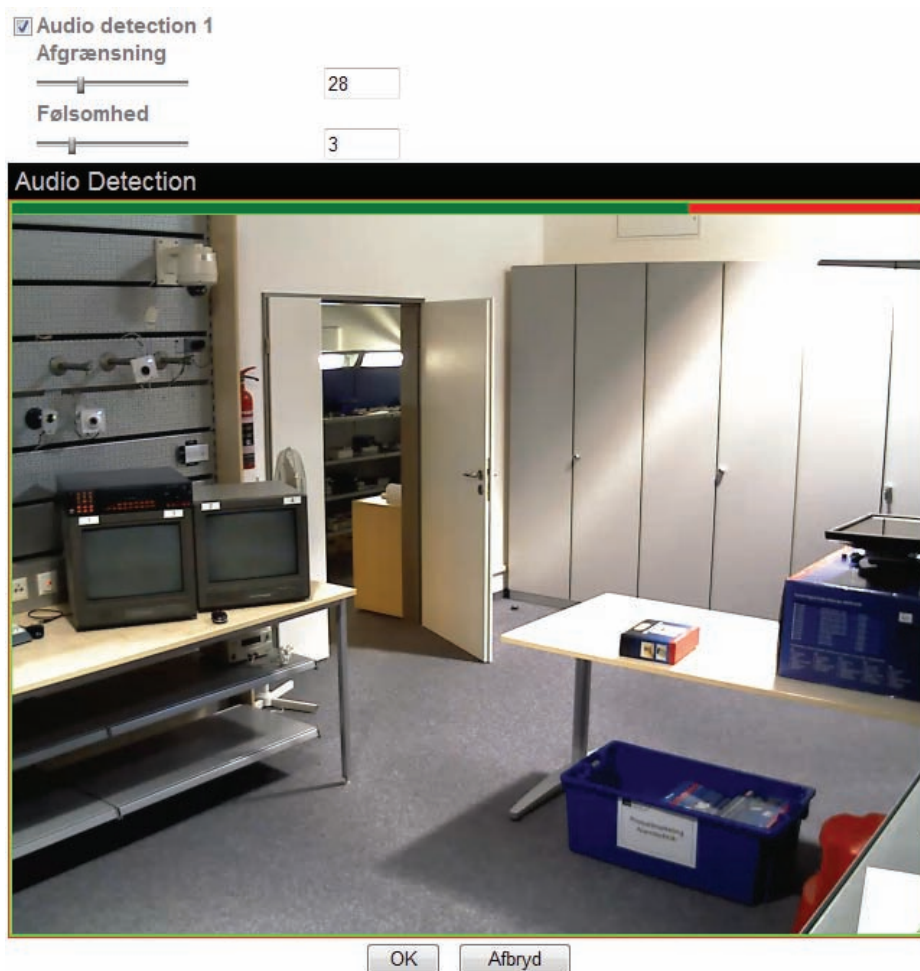 Audio detection 1
Afgrænsning
28
Følsomhed
3
Audio Detection
OK
Afbryd